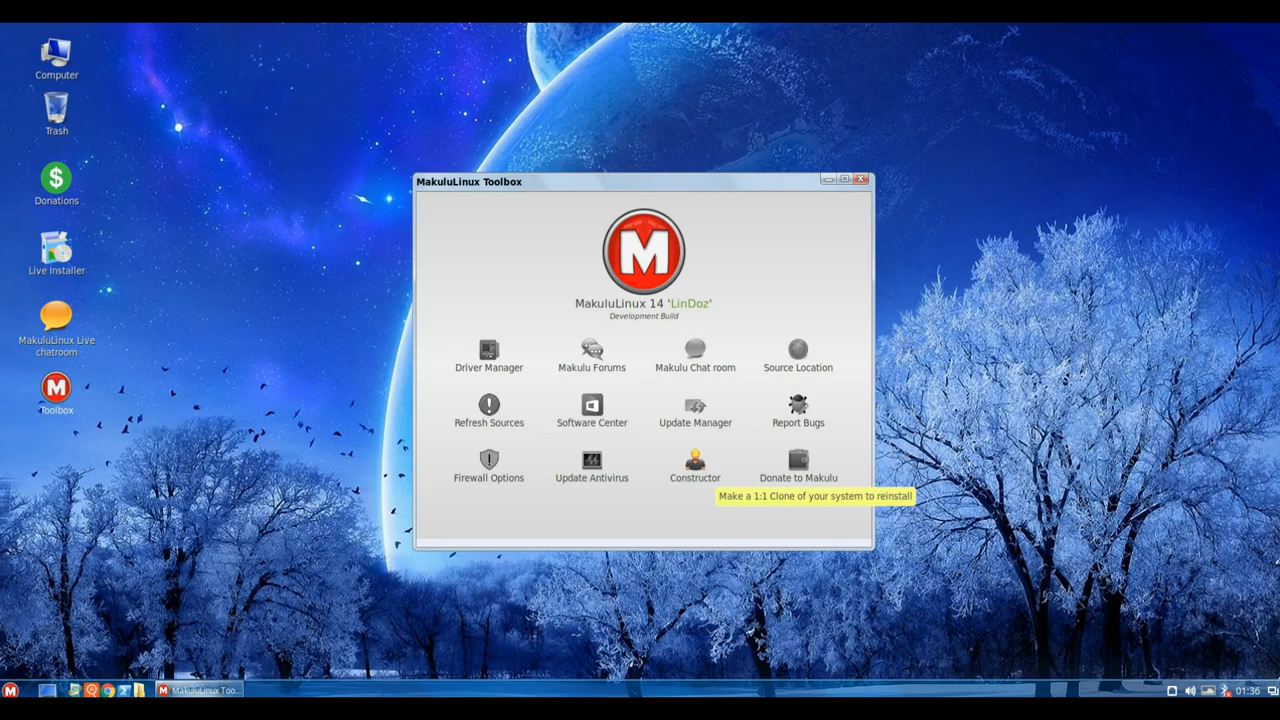 Computer
Trash
Donations
Live Installer
MakuluLinux Live
chatroom
Toolbox
MakuluLinux Toolbox
M
MakuluLinux 14 'LinDoz'
Development Build
Driver Manager
Makulu Forums
Makulu Chat room
Source Location
Refresh Sources
Software Center
Update Manager
Report Bugs
Firewall Options
Update Antivirus
Constructor
Donate to Makulu
Make a 1:1 Clone of your system to reinstall
MakuluLinux Too...
01:36